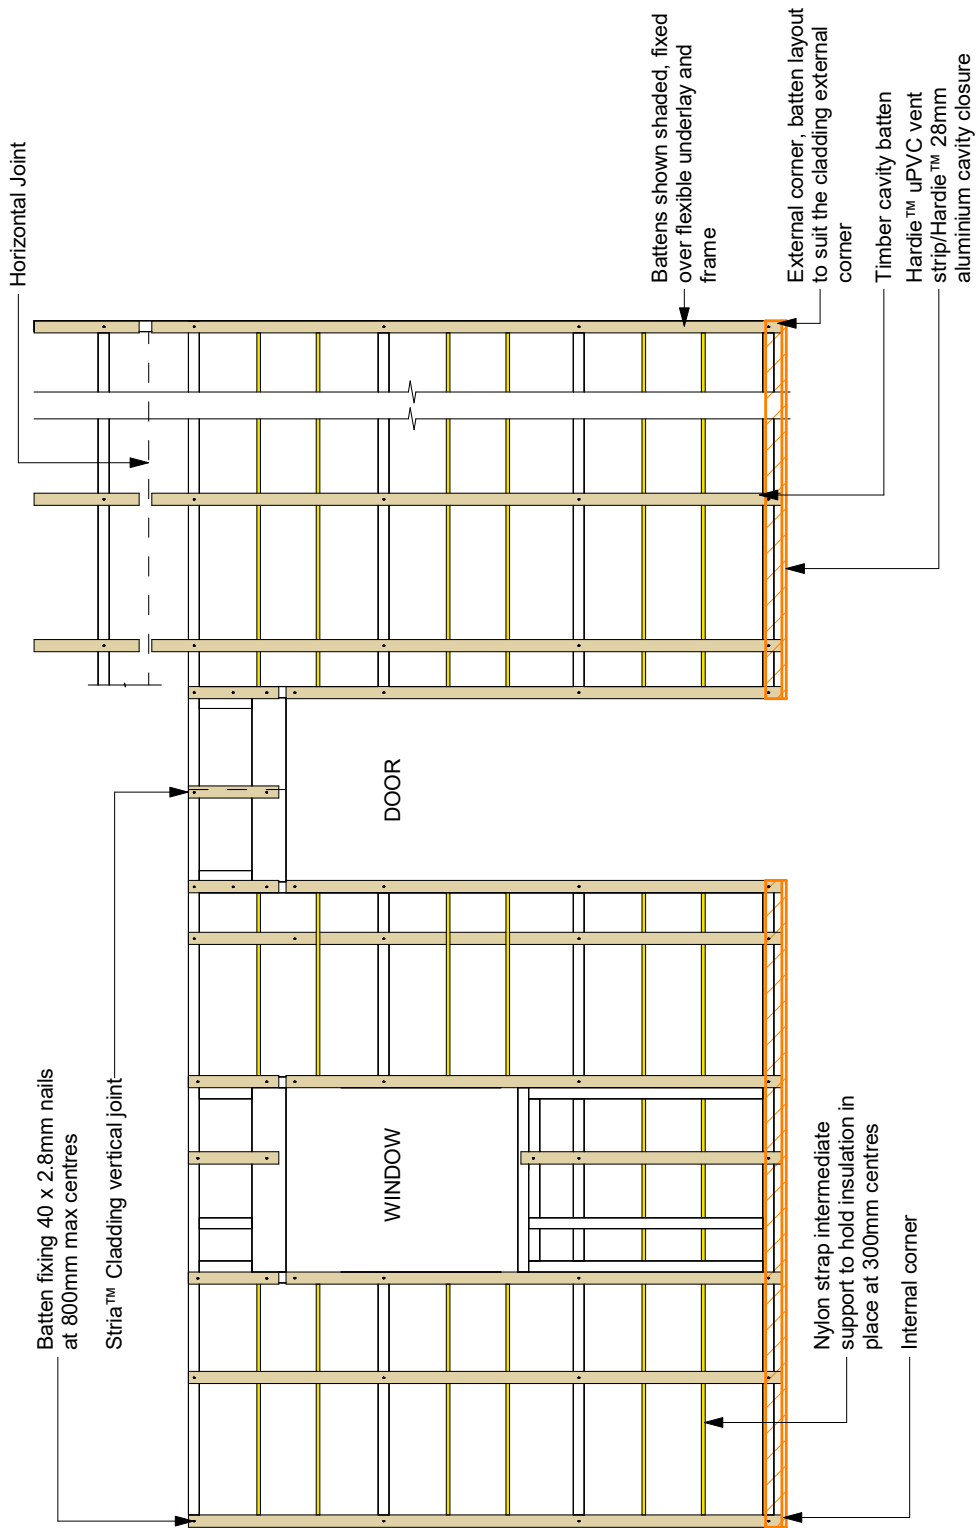 Batten fixing 40 x 2.8mm nails
at 800mm max centres
Stria™ Cladding vertical joint
Horizontal Joint
WINDOW
DOOR
Battens shown shaded, fixed
over flexible underlay and
frame
External corner, batten layout
to suit the cladding external
corner
Timber cavity batten
Hardie™ uPVC vent
strip/Hardie™ 28mm
aluminium cavity closure
Nylon strap intermediate
support to hold insulation in
place at 300mm centres
Internal corner